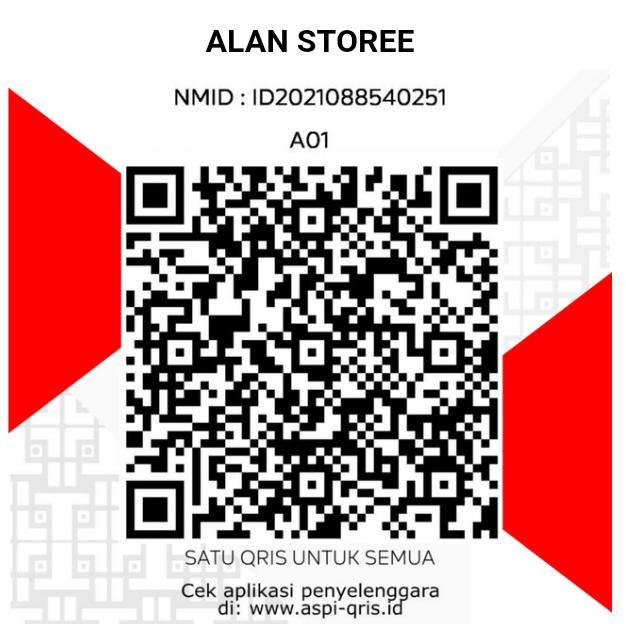 ALAN STOREE
NMID : ID2021088540251
A01
SATU QRIS UNTUK SEMUA
Cek aplikasi penyelenggara
di: www.aspi-qris.id